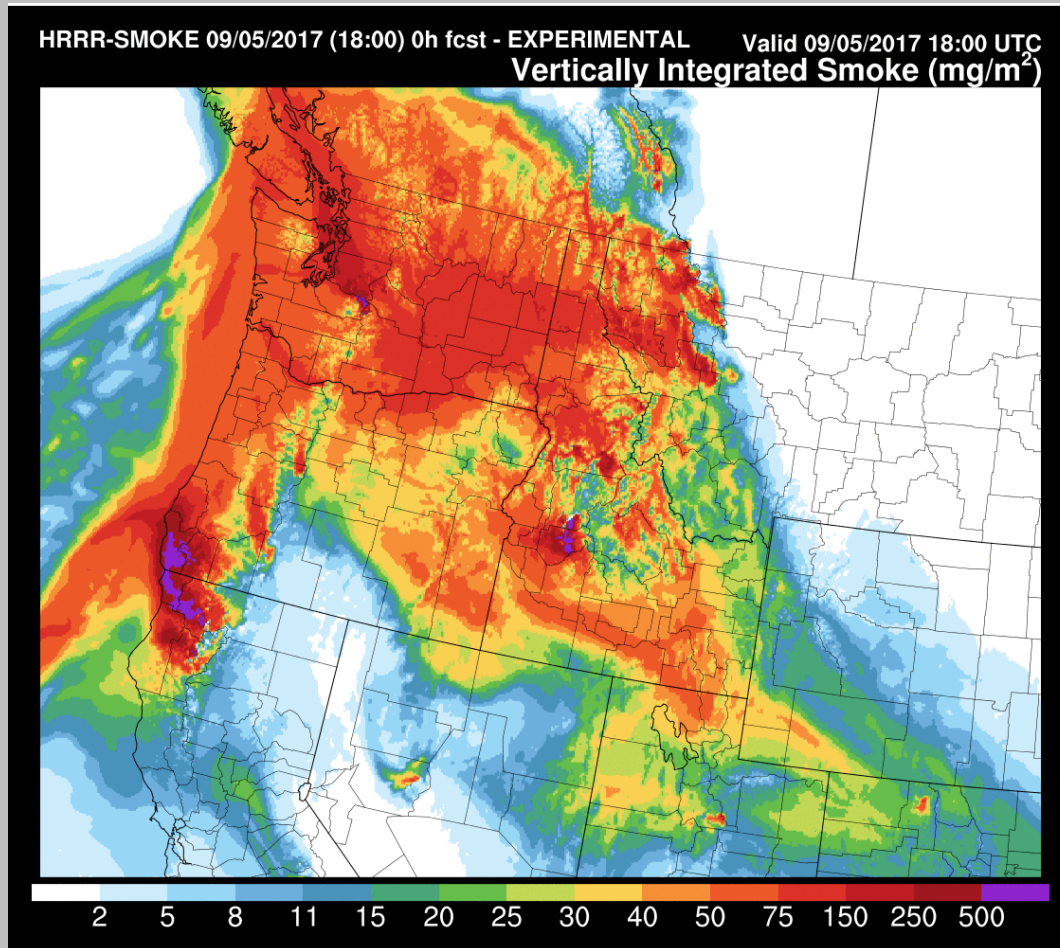 HRRR-SMOKE 09/05/2017 (18:00) 0h fcst - EXPERIMENTAL Valid 09/05/2017 18:00 UTC
Vertically Integrated Smoke (mg/m²)
2 5 8 11 15 20 25 30 40 50 75 150 250 500